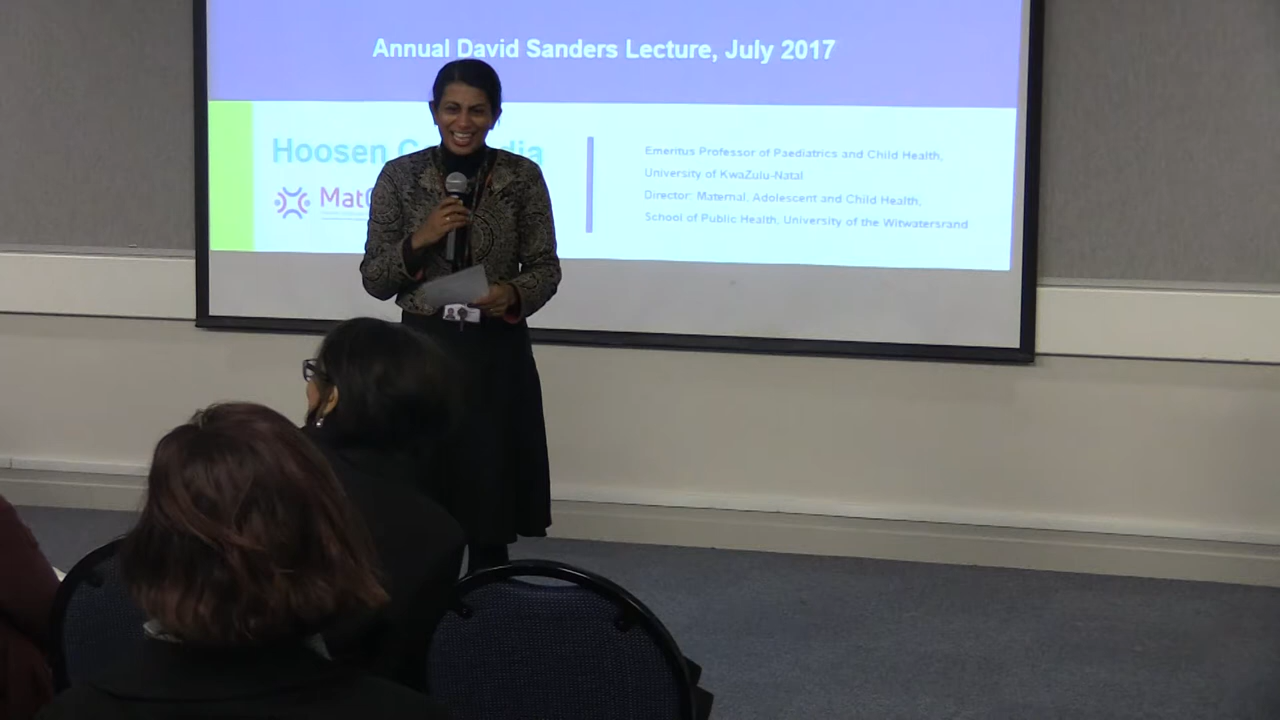 Annual David Sanders Lecture, July 2017
Hoosen
Mat
Emeritus Professor of Paediatrics and Child Health,
University of KwaZulu-Natal
Director: Maternal, Adolescent and Child Health,
School of Public Health, University of the Witwatersrand